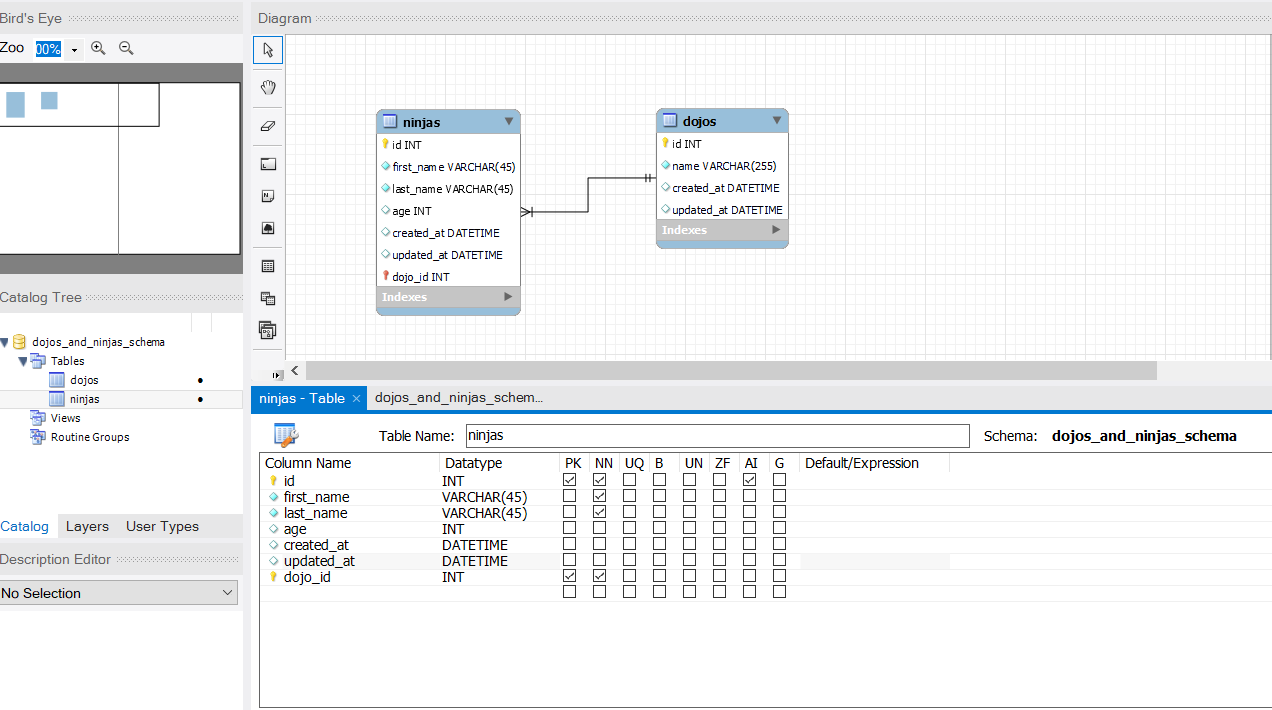 Bird's Eye
Zoo 00%
Catalog Tree
dojos_and_ninjas_schema
Tables
dojos
ninjas
Views
Routine Groups
Catalog Layers User Types
Description Editor
No Selection
Diagram
ninjas
id INT
first_name VARCHAR(45)
last_name VARCHAR(45)
age INT
created_at DATETIME
updated_at DATETIME
dojo_id INT
Indexes
dojos
id INT
name VARCHAR(255)
created_at DATETIME
updated_at DATETIME
Indexes
ninjas - Table dojos_and_ninjas_schem...
Table Name: ninjas Schema: dojos_and_ninjas_schema
Column Name Datatype PK NN UQ B UN ZF AI G Default/Expression
id INT
first_name VARCHAR(45)
last_name VARCHAR(45)
age INT
created_at DATETIME
updated_at DATETIME
dojo_id INT